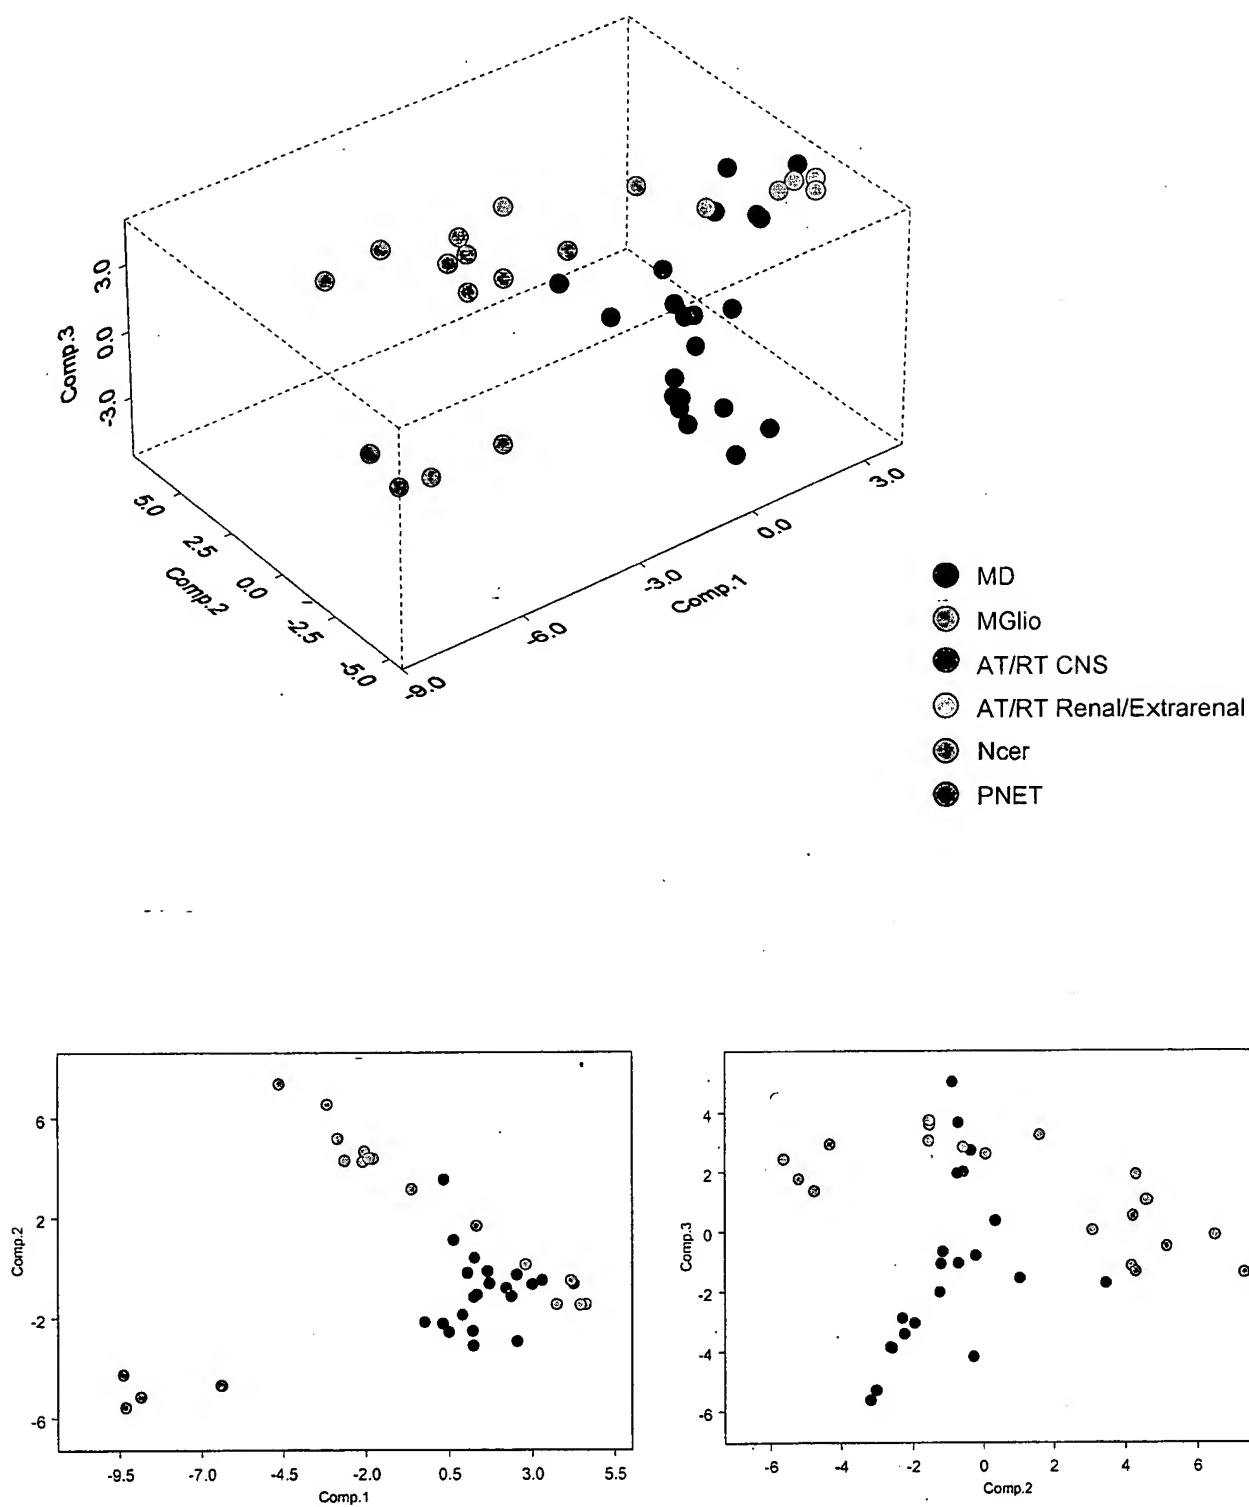 3.0
0.0
-3.0
Comp.3
5.0
2.5
0.0
-2.5
-5.0
Comp.2
-9.0
-6.0
-3.0
0.0
3.0
Comp.1
MD
MGlio
AT/RT CNS
AT/RT Renal/Extrarenal
Ncer
PNET
6
2
-2
-6
Comp.2
-9.5 -7.0 -4.5 -2.0 0.5 3.0 5.5
Comp.1
4
2
0
-2
-4
-6
Comp.3
-6 -4 -2 0 2 4 6
Comp.2